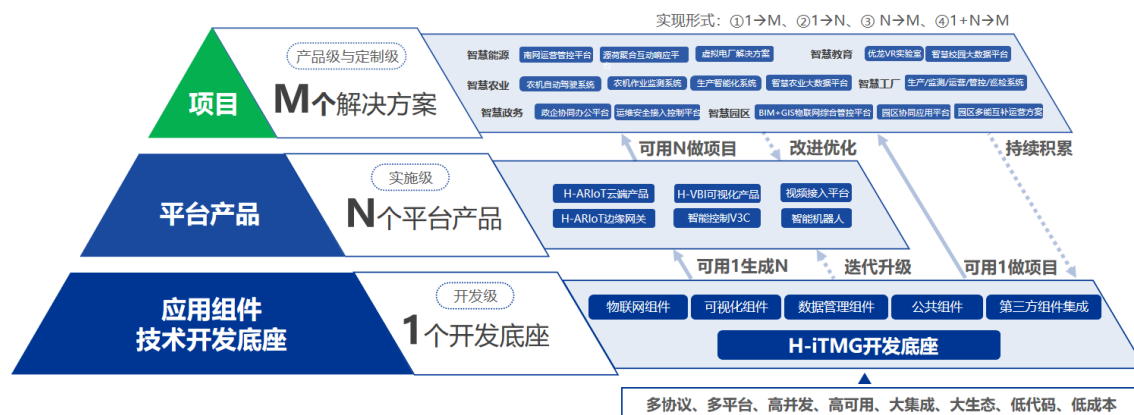 实现形式：①1→M、②1→N、③ N→M、④1+N→M
项目
产品级与定制级
M个解决方案
智慧能源 南网运营管控平台 源荷聚合互动响应平 虚拟电厂解决方案 智慧教育 优龙VR实验室 智慧校园大数据平台
智慧农业 农机自动驾驶系统 农机作业监测系统 生产智能化系统 智慧农业大数据平台 智慧工厂 生产/监测/运营/管控/巡检系统
智慧政务 政企协同办公平台 运维安全接入控制平台 智慧园区 BIM+GIS物联网综合管控平台 园区协同应用平台 园区多能互补运营方案
可用N做项目 改进优化 持续积累
平台产品
实施级
N个平台产品
H-ARIoT云端产品 H-VBI可视化产品 视频接入平台
H-ARIoT边缘网关 智能控制V3C 智能机器人
可用1生成N 迭代升级 可用1做项目
应用组件
技术开发底座
开发级
1个开发底座
物联网组件 可视化组件 数据管理组件 公共组件 第三方组件集成
H-iTMG开发底座
多协议、多平台、高并发、高可用、大集成、大生态、低代码、低成本